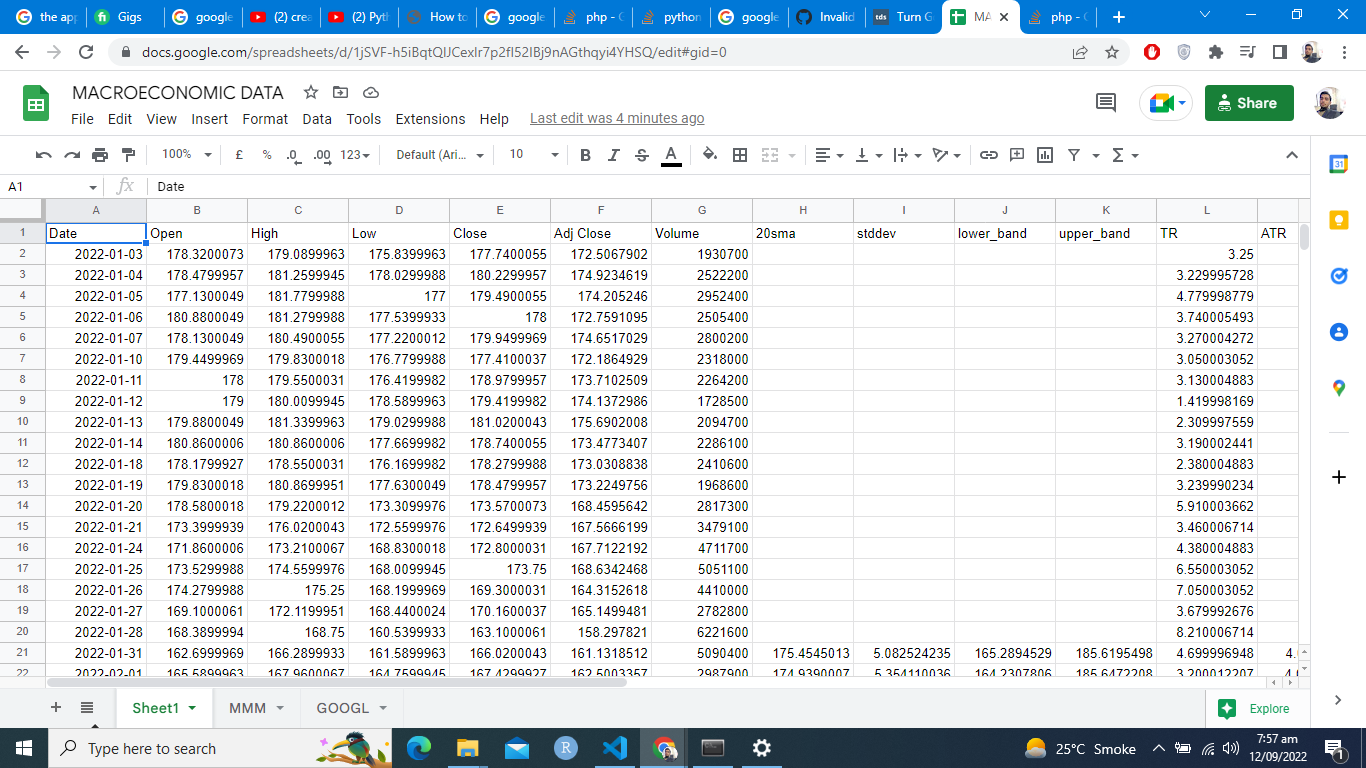 the app Gigs google (2) crea (2) Pyt How to google php - python google Invalid Turn G MA php -
docs.google.com/spreadsheets/d/1jSVF-h5iBqtQIJCexIr7p2fI52IBj9nAGthqyi4YHSQ/edit#gid=0
MACROECONOMIC DATA
File Edit View Insert Format Data Tools Extensions Help Last edit was 4 minutes ago
Share
100% £ % .0 .00 123 Default (Ari... 10 B I S A
A1 fx Date
A B C D E F G H I J K L
1 Date Open High Low Close Adj Close Volume 20sma stddev lower_band upper_band TR ATR
2 2022-01-03 178.3200073 179.0899963 175.8399963 177.7400055 172.5067902 1930700 3.25
3 2022-01-04 178.4799957 181.2599945 178.0299988 180.2299957 174.9234619 2522200 3.229995728
4 2022-01-05 177.1300049 181.7799988 177 179.4900055 174.205246 2952400 4.779998779
5 2022-01-06 180.8800049 181.2799988 177.5399933 178 172.7591095 2505400 3.740005493
6 2022-01-07 178.1300049 180.4900055 177.2200012 179.9499969 174.6517029 2800200 3.270004272
7 2022-01-10 179.4499969 179.8300018 176.7799988 177.4100037 172.1864929 2318000 3.050003052
8 2022-01-11 178 179.5500031 176.4199982 178.9799957 173.7102509 2264200 3.130004883
9 2022-01-12 179 180.0099945 178.5899963 179.4199982 174.1372986 1728500 1.419998169
10 2022-01-13 179.8800049 181.3399963 179.0299988 181.0200043 175.6902008 2094700 2.309997559
11 2022-01-14 180.8600006 180.8600006 177.6699982 178.7400055 173.4773407 2286100 3.190002441
12 2022-01-18 178.1799927 178.5500031 176.1699982 178.2799988 173.0308838 2410600 2.380004883
13 2022-01-19 179.8300018 180.8699951 177.6300049 178.4799957 173.2249756 1968600 3.239990234
14 2022-01-20 178.5800018 179.2200012 173.3099976 173.5700073 168.4595642 2817300 5.910003662
15 2022-01-21 173.3999939 176.0200043 172.5599976 172.6499939 167.5666199 3479100 3.460006714
16 2022-01-24 171.8600006 173.2100067 168.8300018 172.8000031 167.7122192 4711700 4.380004883
17 2022-01-25 173.5299988 174.5599976 168.0099945 173.75 168.6342468 5051100 6.550003052
18 2022-01-26 174.2799988 175.25 168.1999969 169.3000031 164.3152618 4410000 7.050003052
19 2022-01-27 169.1000061 172.1199951 168.4400024 170.1600037 165.1499481 2782800 3.679992676
20 2022-01-28 168.3899994 168.75 160.5399933 163.1000061 158.297821 6221600 8.210006714
21 2022-01-31 162.6999969 166.2899933 161.5899963 166.0200043 161.1318512 5090400 175.4545013 5.082524235 165.2894529 185.6195498 4.699996948 4.
22 2022-02-01 165.5899963 167.9600067 164.7599945 167.4299927 162.5003357 2987900 174.9390007 5.354110036 164.2307806 185.6472208 3.200012207
Sheet1 MMM GOOGL Explore
Type here to search 25°C Smoke 7:57 am
12/09/2022